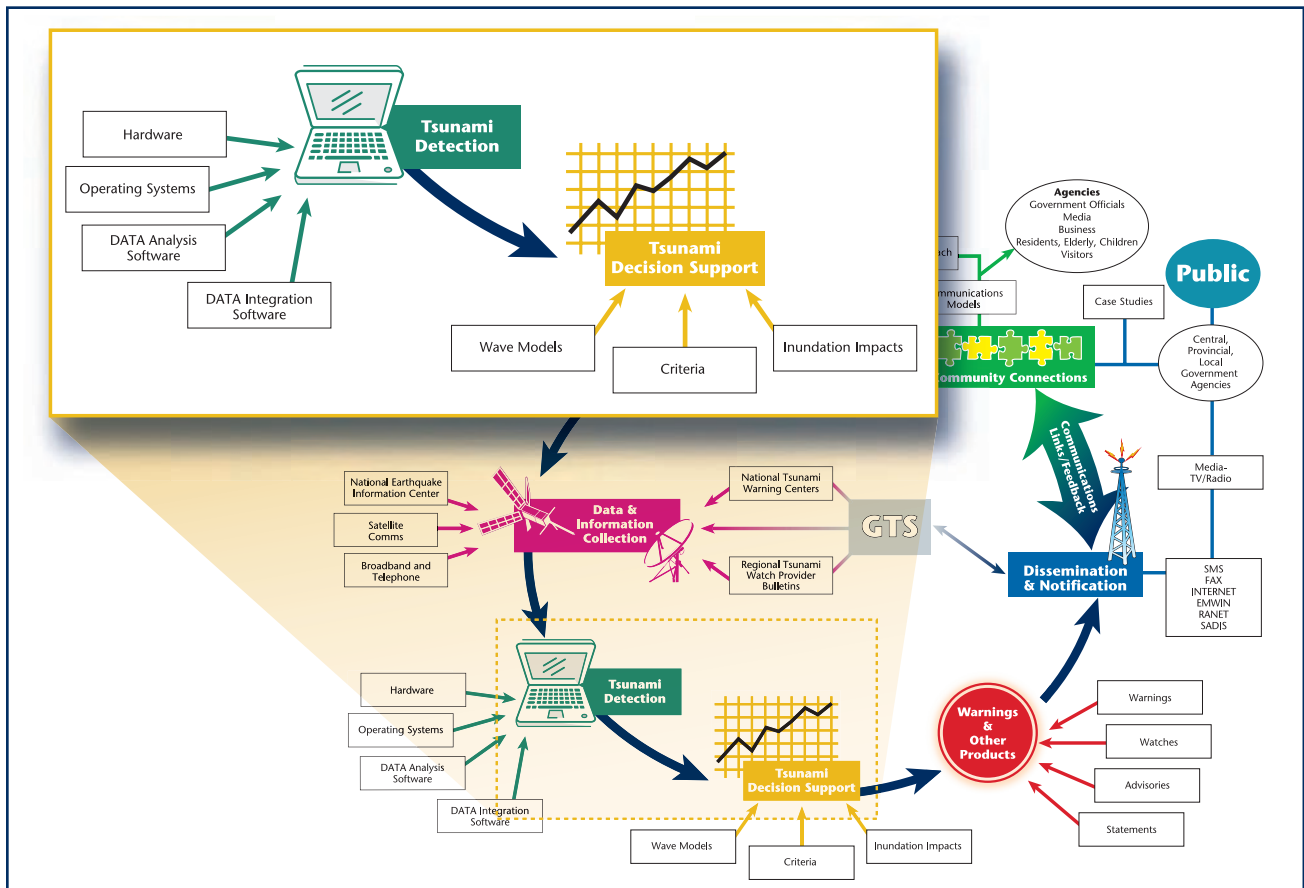 Hardware
Operating Systems
DATA Analysis
Software
DATA Integration
Software
Tsunami
Detection
Tsunami
Decision Support
Wave Models
Criteria
Inundation Impacts
Agencies
Government Officials
Media
Business
Residents, Elderly, Children
Visitors
ach
mmunications
Models
Case Studies
Public
Central,
Provincial,
Local
Government
Agencies
ommunity Connections
Communications
Links/Feedback
Media-
TV/Radio
National Earthquake
Information Center
Satellite
Comms
Broadband and
Telephone
Data &
Information
Collection
National Tsunami
Warning Centers
Regional Tsunami
Watch Provider
Bulletins
GTS
Dissemination
& Notification
SMS
FAX
INTERNET
EMWIN
RANET
SADIS
Hardware
Operating Systems
DATA Analysis
Software
DATA Integration
Software
Tsunami
Detection
Tsunami
Decision Support
Wave Models
Criteria
Inundation Impacts
Warnings
&
Other
Products
Warnings
Watches
Advisories
Statements